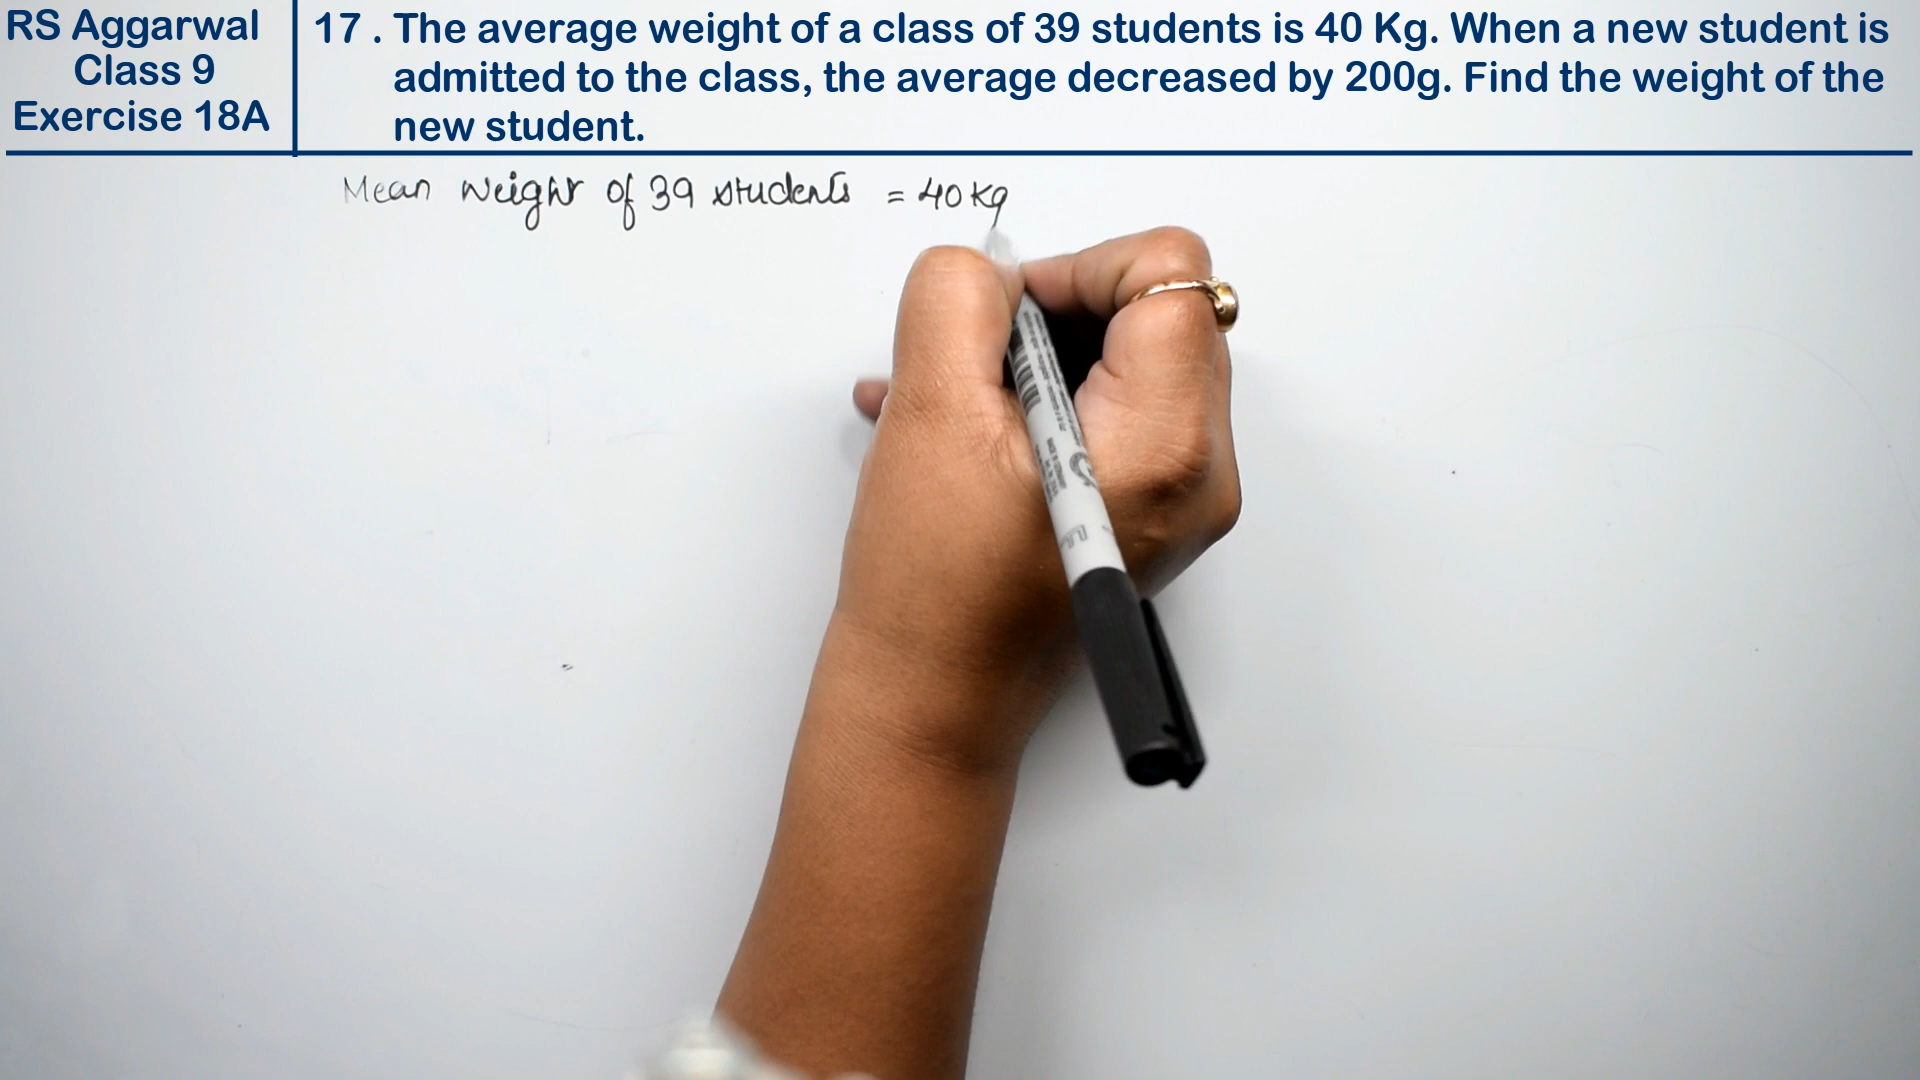 RS Aggarwal
Class 9
Exercise 18A
17 . The average weight of a class of 39 students is 40 Kg. When a new student is
admitted to the class, the average decreased by 200g. Find the weight of the
new student.
Mean weight of 39 students = 40 Kg